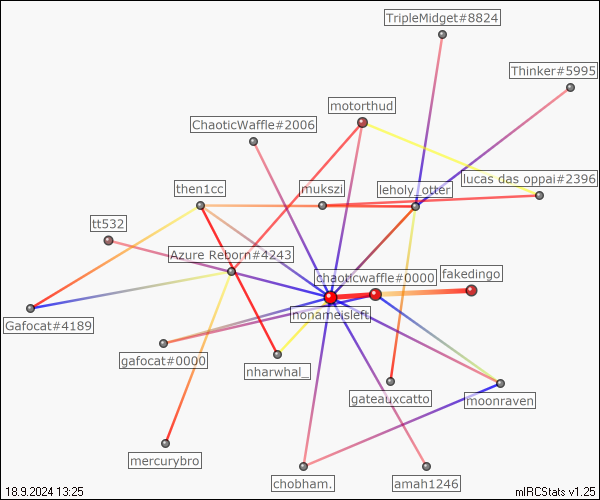 TripleMidget#8824
Thinker#5995
motorthud
ChaoticWaffle#2006
lucas das oppai#2396
then1cc
mukszi
leholy_otter
tt532
Azure Reborn#4243
chaoticwaffle#0000
fakedingo
Gafocat#4189
nonameisleft
gafocat#0000
nharwhal_
gateauxcatto
moonraven
mercurybro
chobham.
amah1246
18.9.2024 13:25
mIRCStats v1.25